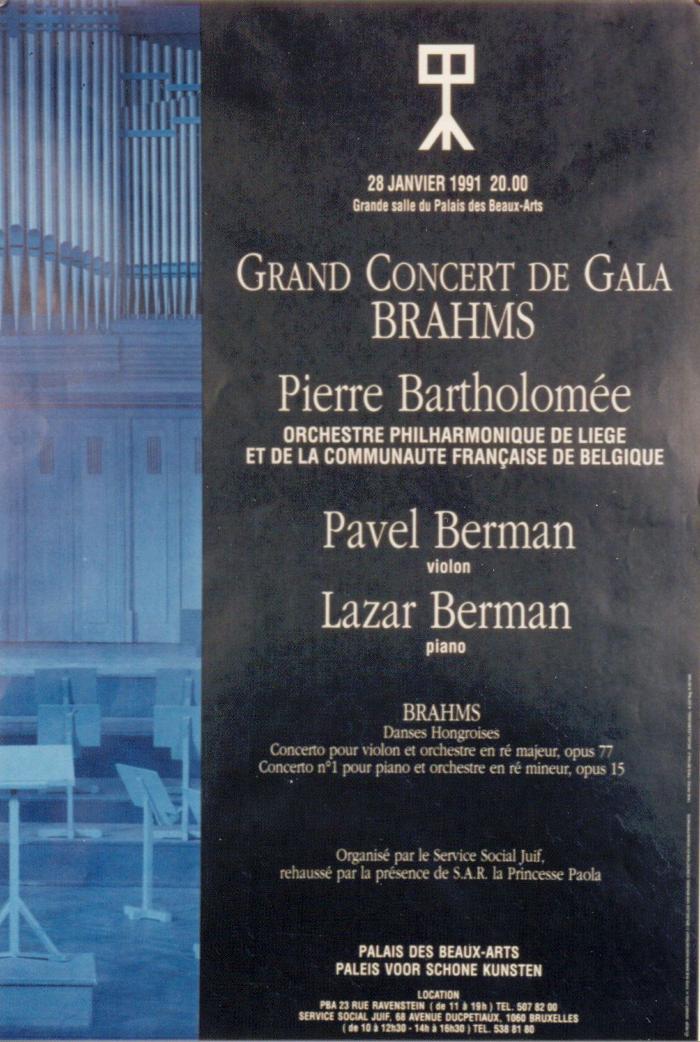 28 JANVIER 1991 20.00
Grande salle du Palais des Beaux-Arts
GRAND CONCERT DE GALA
BRAHMS
Pierre Bartholomée
ORCHESTRE PHILHARMONIQUE DE LIEGE
ET DE LA COMMUNAUTE FRANÇAISE DE BELGIQUE
Pavel Berman
violon
Lazar Berman
piano
BRAHMS
Danses Hongroises
Concerto pour violon et orchestre en ré majeur, opus 77
Concerto n°1 pour piano et orchestre en ré mineur, opus 15
Organisé par le Service Social Juif,
rehaussé par la présence de S.A.R. la Princesse Paola
PALAIS DES BEAUX-ARTS
PALEIS VOOR SCHONE KUNSTEN
LOCATION
PBA 23 RUE RAVENSTEIN ( de 11 à 19h ) TEL. 507 82 00
SERVICE SOCIAL JUIF, 68 AVENUE DUCPETIAUX, 1060 BRUXELLES
( de 10 à 12h30 - 14h à 16h30 ) TEL. 538 81 80